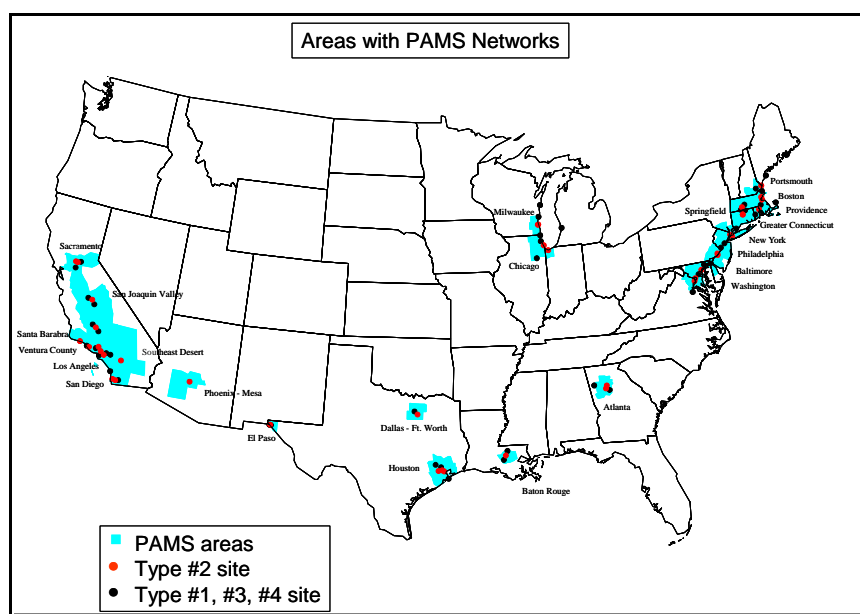 Areas with PAMS Networks
Portsmouth
Boston
Springfield
Providence
Greater Connecticut
Milwaukee
New York
Philadelphia
Sacramento
Chicago
Baltimore
Washington
San Joaquin Valley
Santa Barabra
Ventura County
Southeast Desert
Los Angeles
San Diego
Phoenix - Mesa
Atlanta
Dallas - Ft. Worth
El Paso
Houston
Baton Rouge
PAMS areas
Type #2 site
Type #1, #3, #4 site